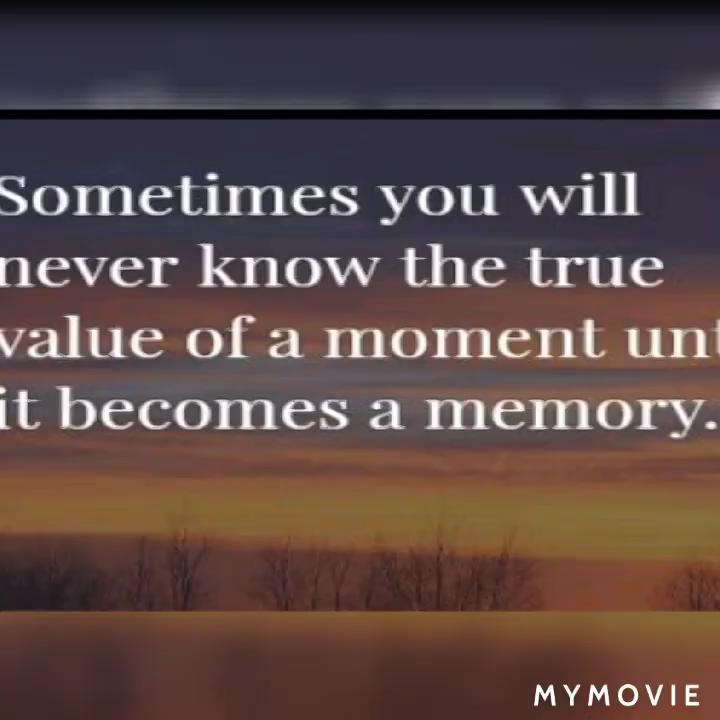 Sometimes you will
never know the true
value of a moment unt
it becomes a memory.
MYMOVIE